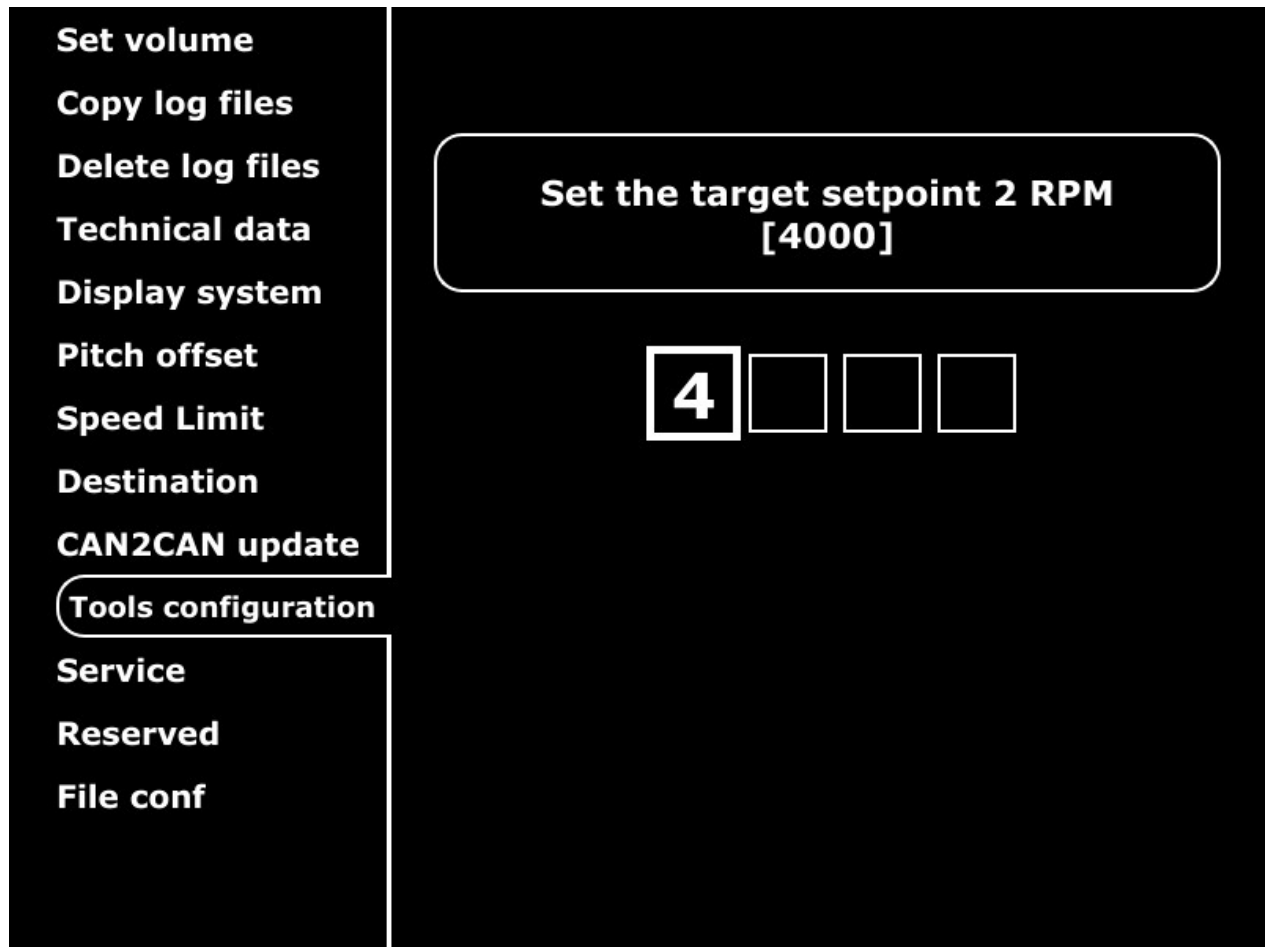 Set volume
Copy log files
Delete log files
Technical data
Display system
Pitch offset
Speed Limit
Destination
CAN2CAN update
Tools configuration
Service
Reserved
File conf
Set the target setpoint 2 RPM
[4000]
4